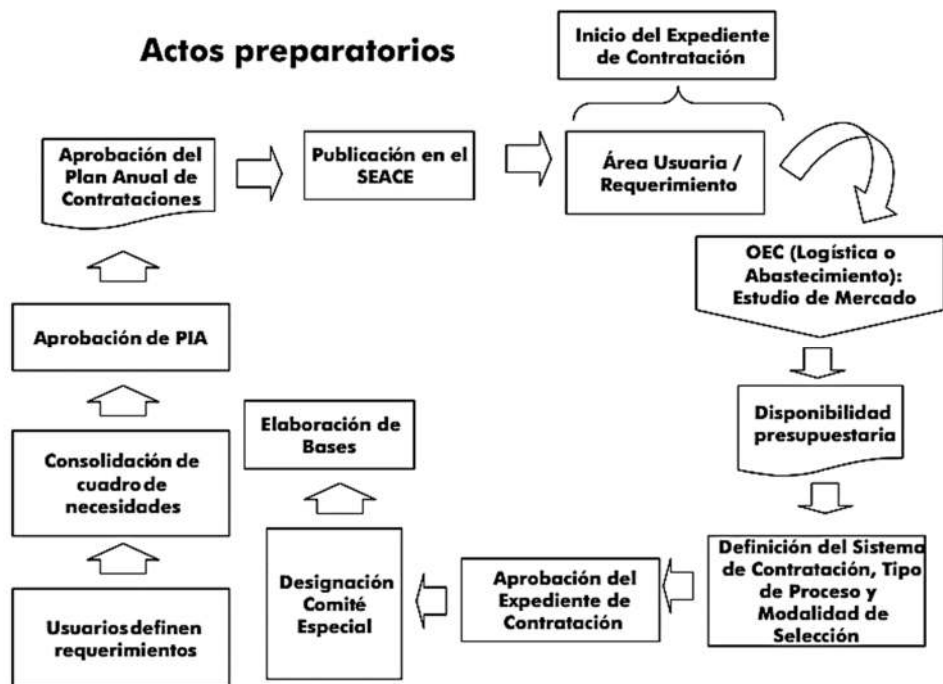 Actos preparatorios
Inicio del Expediente
de Contratación
Aprobación del
Plan Anual de
Contrataciones
Publicación en el
SEACE
Área Usuaria /
Requerimiento
OEC (Logística o
Abastecimiento):
Estudio de Mercado
Aprobación de PIA
Disponibilidad
presupuestaria
Elaboración de
Bases
Consolidación de
cuadro de
necesidades
Definición del Sistema
de Contratación, Tipo
de Proceso y
Modalidad de
Selección
Aprobación del
Expediente de
Contratación
Designación
Comité
Especial
Usuarios definen
requerimientos